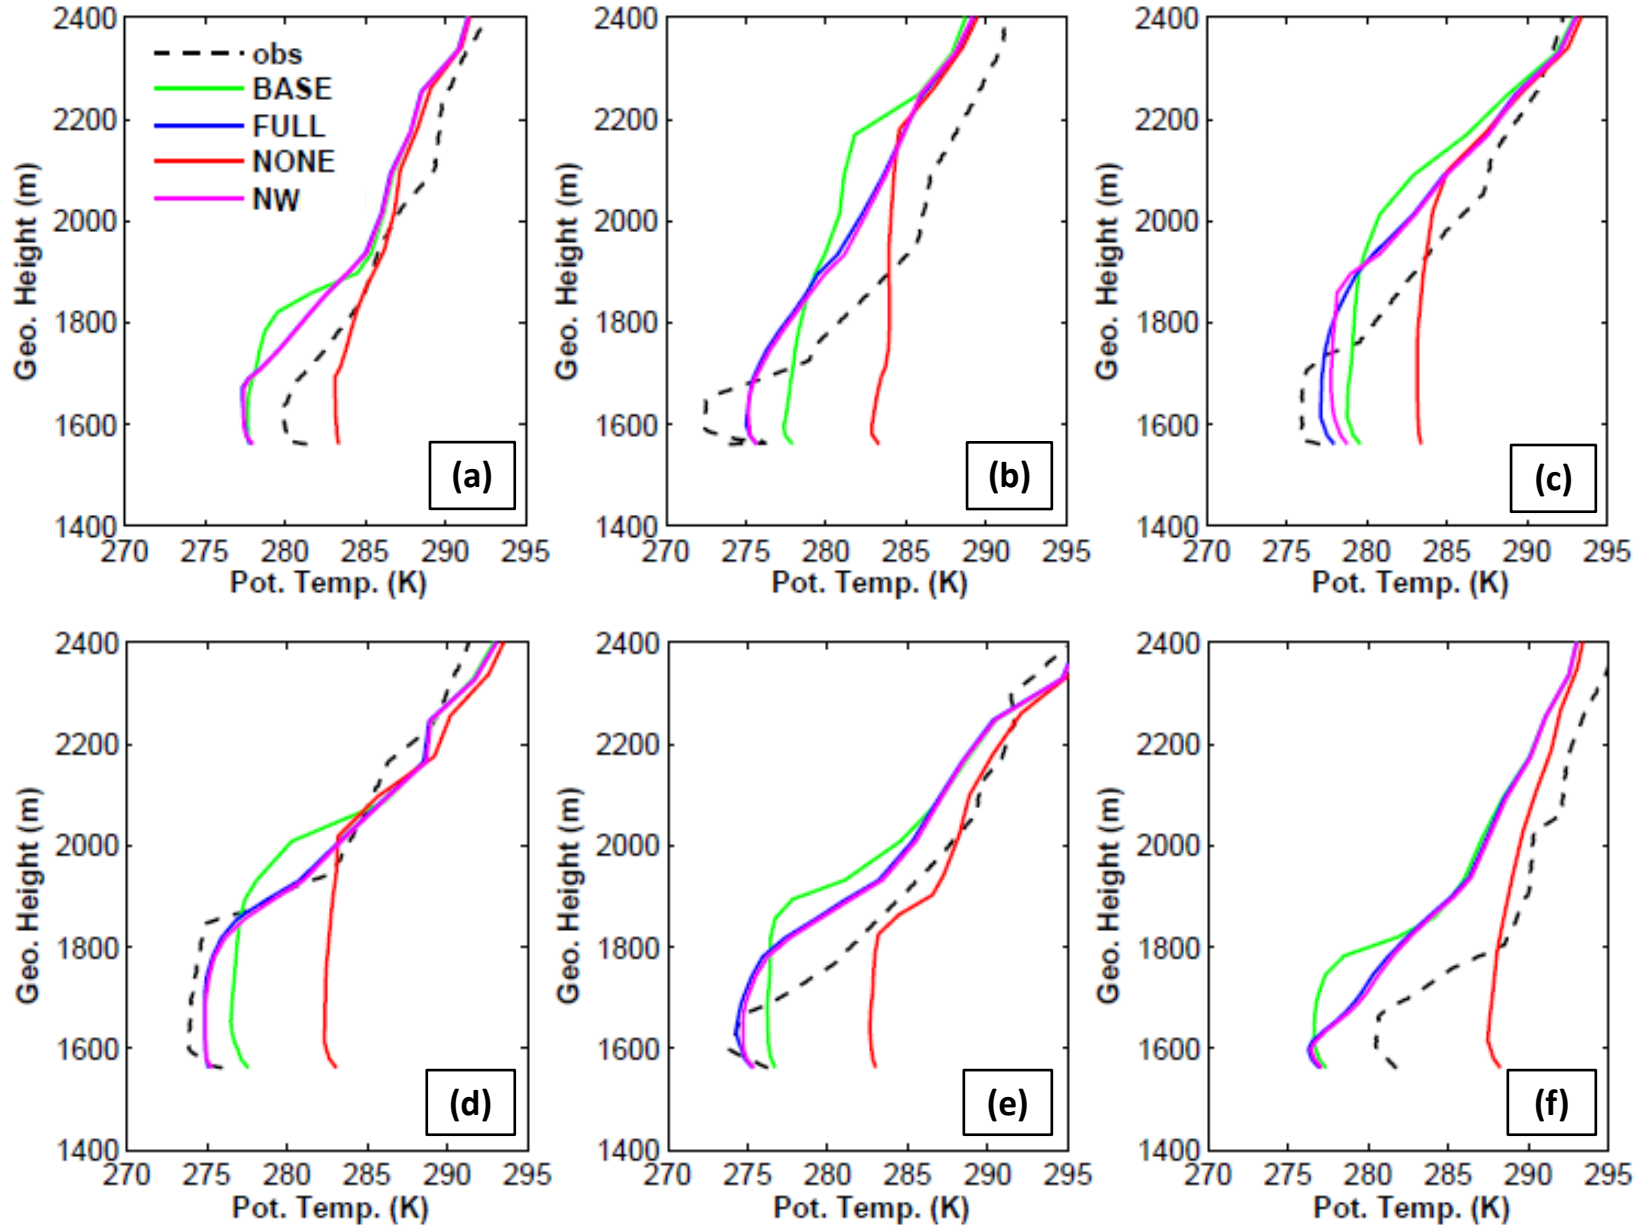 2400
2200
2000
1800
1600
1400
Geo. Height (m)
obs
BASE
FULL
NONE
NW
(a)
270 275 280 285 290 295
Pot. Temp. (K)
2400
2200
2000
1800
1600
1400
Geo. Height (m)
(b)
270 275 280 285 290 295
Pot. Temp. (K)
2400
2200
2000
1800
1600
1400
Geo. Height (m)
(c)
270 275 280 285 290 295
Pot. Temp. (K)
2400
2200
2000
1800
1600
1400
Geo. Height (m)
(d)
270 275 280 285 290 295
Pot. Temp. (K)
2400
2200
2000
1800
1600
1400
Geo. Height (m)
(e)
270 275 280 285 290 295
Pot. Temp. (K)
2400
2200
2000
1800
1600
1400
Geo. Height (m)
(f)
270 275 280 285 290 295
Pot. Temp. (K)